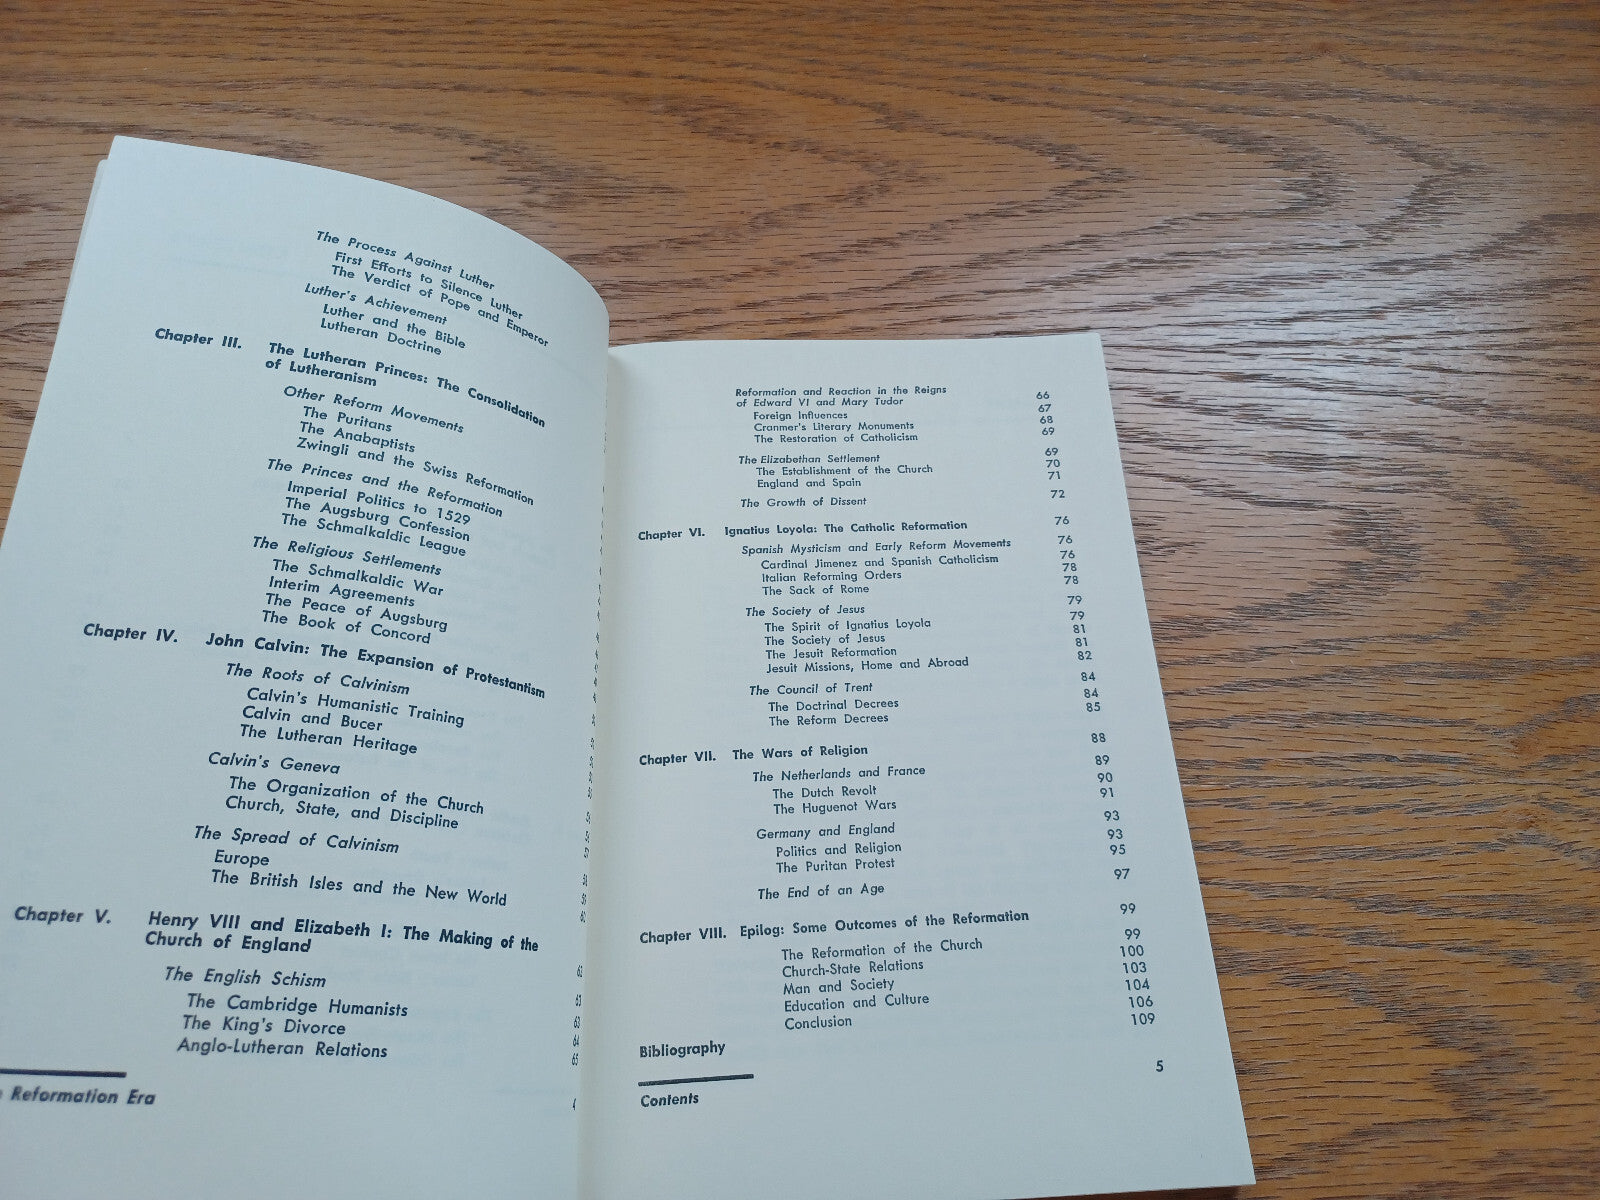 The Process Against Luther
First Efforts to Silence Luther
The Verdict of Pope and Emperor
Luther's Achievement
Luther and the Bible
Lutheran Doctrine
Chapter III. The Lutheran Princes: The Consolidation
of Lutheranism
Other Reform Movements
The Puritans
The Anabaptists
Zwingli and the Swiss Reformation
The Princes and the Reformation
Imperial Politics to 1529
The Augsburg Confession
The Schmalkaldic League
The Religious Settlements
The Schmalkaldic War
Interim Agreements
The Peace of Augsburg
The Book of Concord
Chapter IV. John Calvin: The Expansion of Protestantism
The Roots of Calvinism
Calvin's Humanistic Training
Calvin and Bucer
The Lutheran Heritage
Calvin's Geneva
The Organization of the Church
Church, State, and Discipline
The Spread of Calvinism
Europe
The British Isles and the New World
Chapter V. Henry VIII and Elizabeth I: The Making of the
Church of England
The English Schism
The Cambridge Humanists 63
The King's Divorce 64
Anglo-Lutheran Relations 65
Reformation Era 4
Reformation and Reaction in the Reigns
of Edward VI and Mary Tudor 66
Foreign Influences 67
Cranmer's Literary Monuments 68
The Restoration of Catholicism 69
The Elizabethan Settlement 69
The Establishment of the Church 70
England and Spain 71
The Growth of Dissent 72
Chapter VI. Ignatius Loyola: The Catholic Reformation 76
Spanish Mysticism and Early Reform Movements 76
Cardinal Jimenez and Spanish Catholicism 76
Italian Reforming Orders 78
The Sack of Rome 78
The Society of Jesus 79
The Spirit of Ignatius Loyola 79
The Society of Jesus 81
The Jesuit Reformation 81
Jesuit Missions, Home and Abroad 82
The Council of Trent 84
The Doctrinal Decrees 84
The Reform Decrees 85
Chapter VII. The Wars of Religion 88
The Netherlands and France 89
The Dutch Revolt 90
The Huguenot Wars 91
Germany and England 93
Politics and Religion 93
The Puritan Protest 95
The End of an Age 97
Chapter VIII. Epilog: Some Outcomes of the Reformation 99
The Reformation of the Church 99
Church-State Relations 100
Man and Society 103
Education and Culture 104
Conclusion 106
Bibliography 109
Contents 5